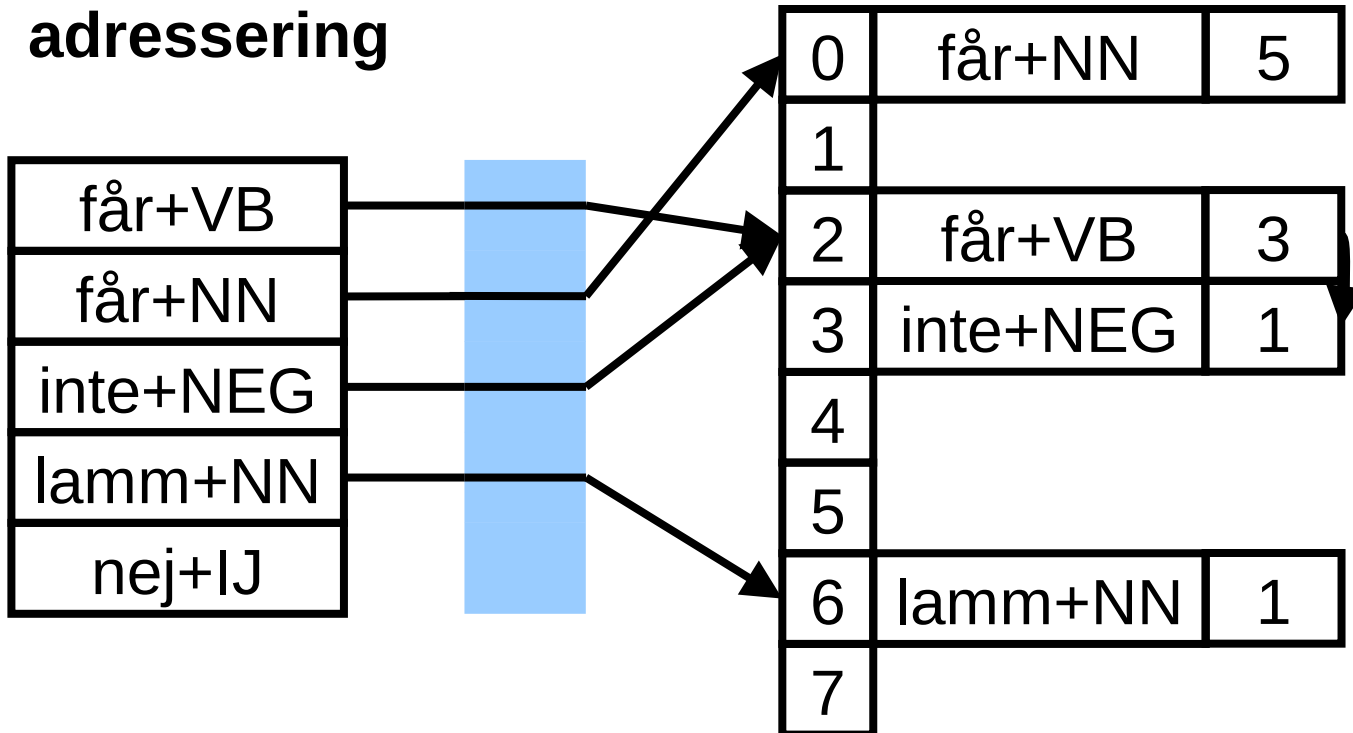 adressering
får+VB
får+NN
inte+NEG
lamm+NN
nej+IJ
0 får+NN 5
1
2 får+VB 3
3 inte+NEG 1
4
5
6 lamm+NN 1
7